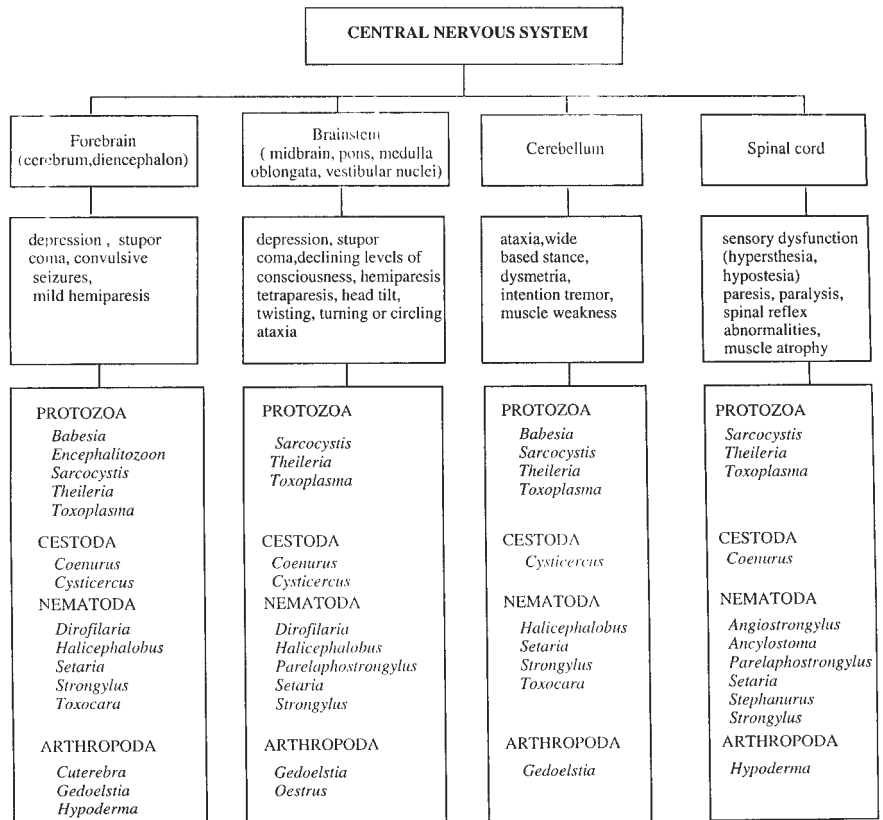 CENTRAL NERVOUS SYSTEM
Forebrain
(cerebrum,diencephalon)
depression , stupor
coma, convulsive
seizures,
mild hemiparesis
PROTOZOA
Babesia
Encephalitozoon
Sarcocystis
Theileria
Toxoplasma
CESTODA
Coenurus
Cysticercus
NEMATODA
Dirofilaria
Halicephalobus
Setaria
Strongylus
Toxocara
ARTHROPODA
Cuterebra
Gedoelstia
Hypoderma
Brainstem
( midbrain, pons, medulla
oblongata, vestibular nuclei)
depression, stupor
coma,declining levels of
consciousness, hemiparesis
tetraparesis, head tilt,
twisting, turning or circling
ataxia
PROTOZOA
Sarcocystis
Theileria
Toxoplasma
CESTODA
Coenurus
Cysticercus
NEMATODA
Dirofilaria
Halicephalobus
Parelaphostrongylus
Setaria
Strongylus
ARTHROPODA
Gedoelstia
Oestrus
Cerebellum
ataxia,wide
based stance,
dysmetria,
intention tremor,
muscle weakness
PROTOZOA
Babesia
Sarcocystis
Theileria
Toxoplasma
CESTODA
Cysticercus
NEMATODA
Halicephalobus
Setaria
Strongylus
Toxocara
ARTHROPODA
Gedoelstia
Spinal cord
sensory dysfunction
(hypersthesia,
hypostesia)
paresis, paralysis,
spinal reflex
abnormalities,
muscle atrophy
PROTOZOA
Sarcocystis
Theileria
Toxoplasma
CESTODA
Coenurus
NEMATODA
Angiostrongylus
Ancylostoma
Parelaphostrongylus
Setaria
Stephanurus
Strongylus
ARTHROPODA
Hypoderma